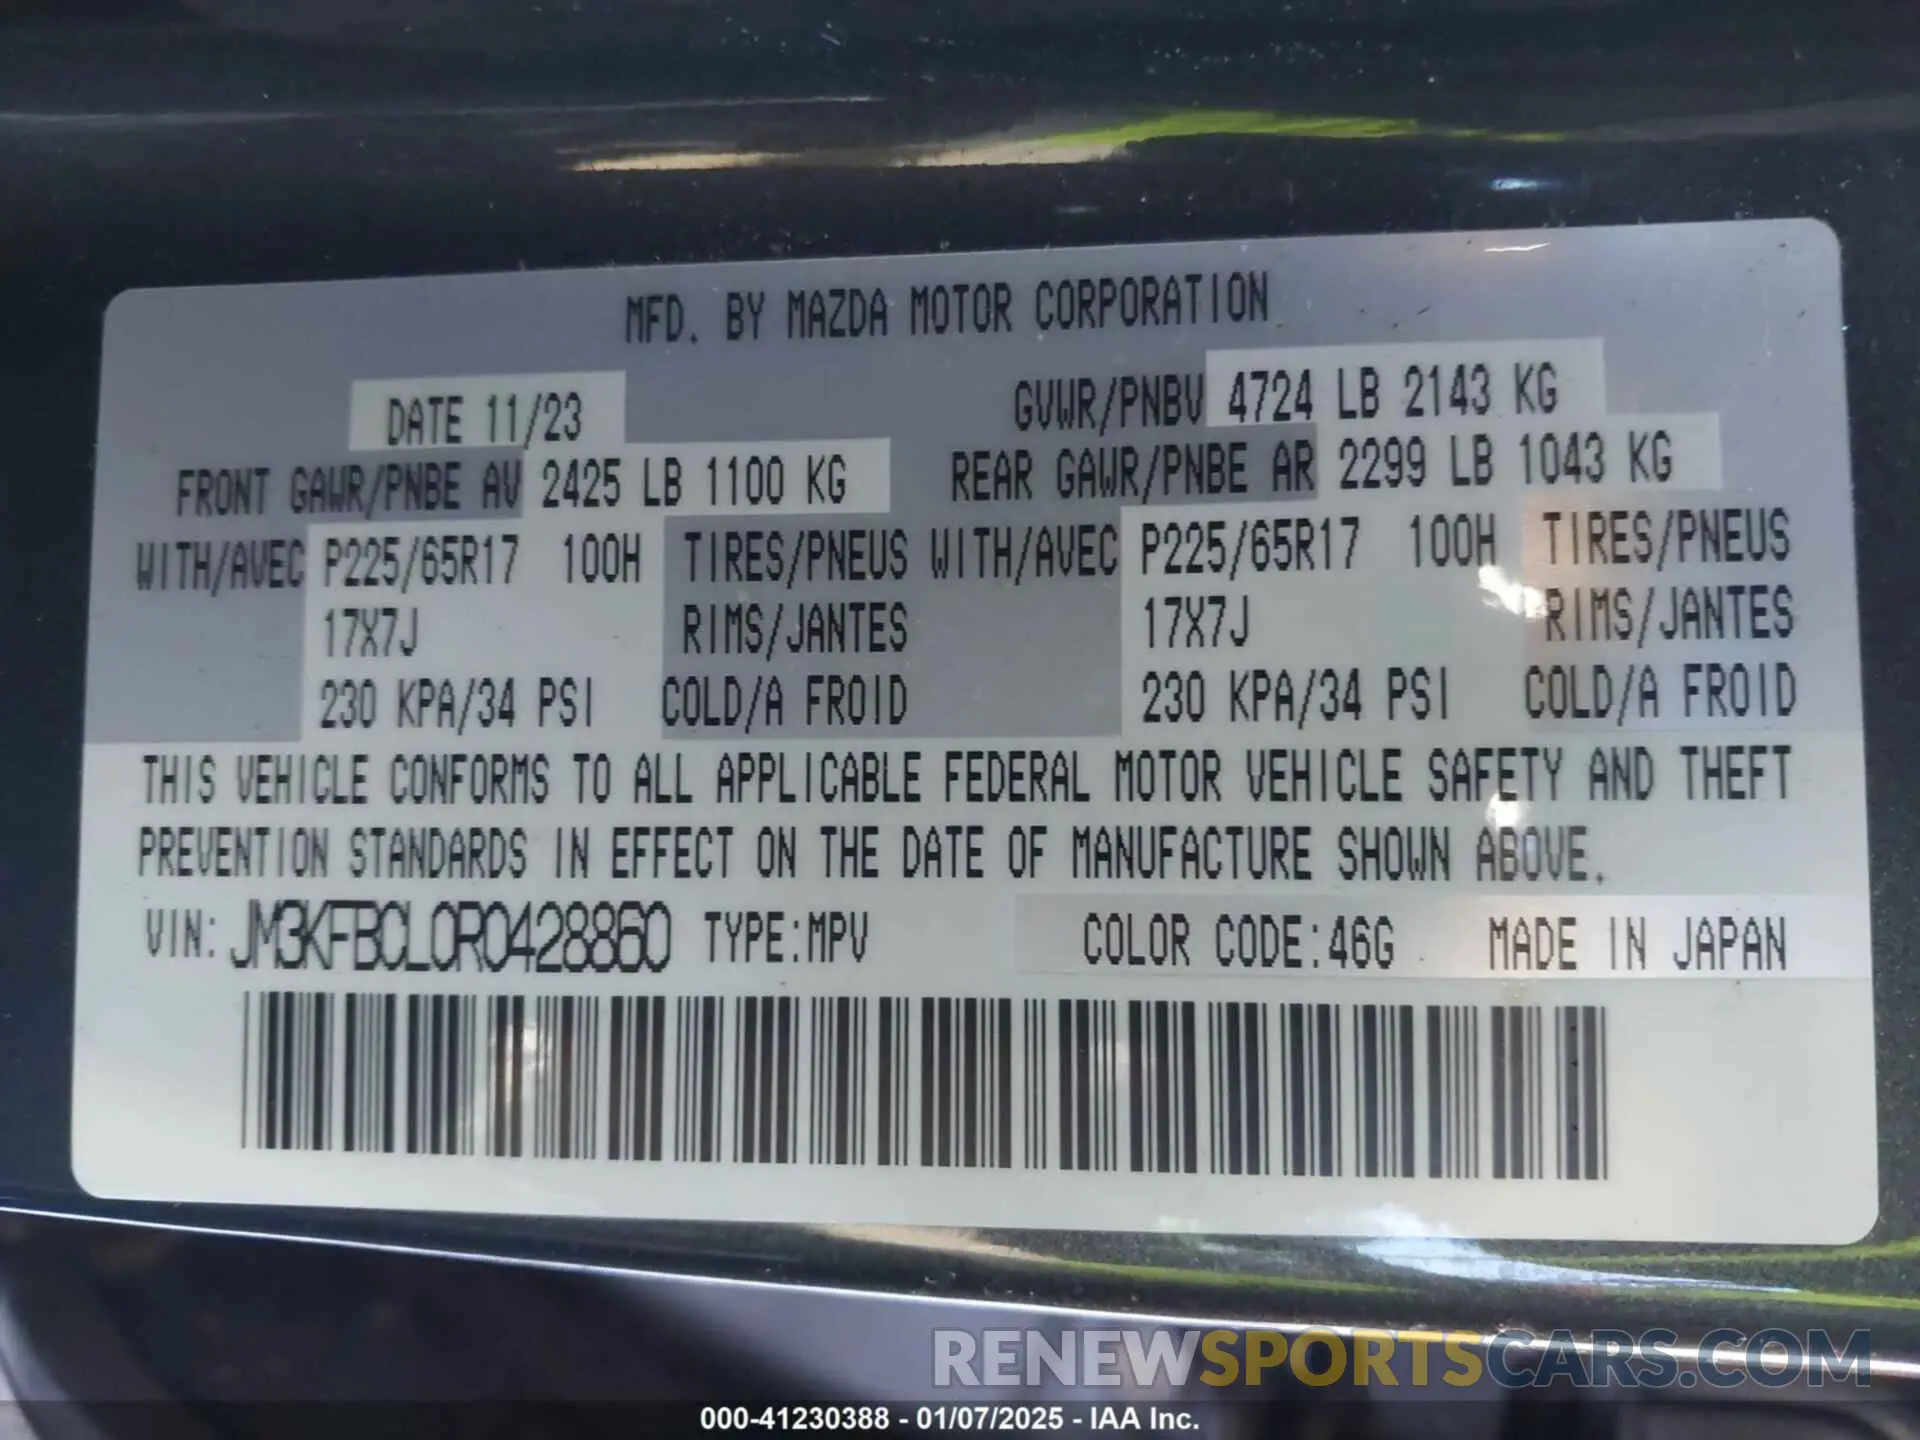 MFD. BY MAZDA MOTOR CORPORATION
DATE 11/23 GVWR/PNBV 4724 LB 2143 KG
FRONT GAWR/PNBE AV 2425 LB 1100 KG REAR GAWR/PNBE AR 2299 LB 1043 KG
WITH/AVEC P225/65R17 100H TIRES/PNEUS WITH/AVEC P225/65R17 100H TIRES/PNEUS
17X7J RIMS/JANTES 17X7J RIMS/JANTES
230 KPA/34 PSI COLD/A FROID 230 KPA/34 PSI COLD/A FROID
THIS VEHICLE CONFORMS TO ALL APPLICABLE FEDERAL MOTOR VEHICLE SAFETY AND THEFT
PREVENTION STANDARDS IN EFFECT ON THE DATE OF MANUFACTURE SHOWN ABOVE.
VIN: JM3KFBCL0R0428860 TYPE:MPV COLOR CODE:46G MADE IN JAPAN
RENEWSPORTSCARS.COM
000-41230388 - 01/07/2025 - IAA Inc.